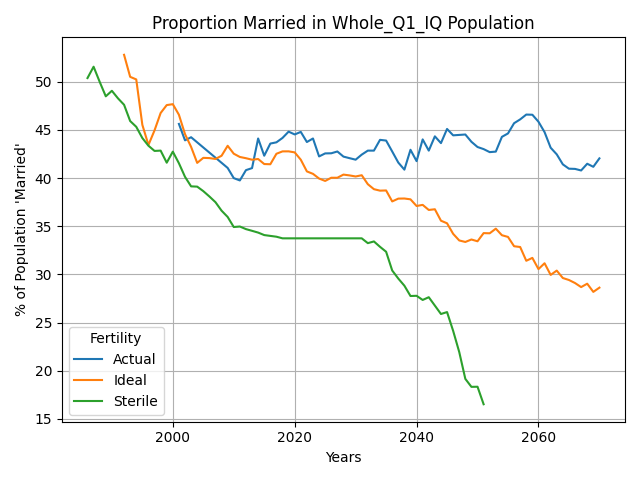 Proportion Married in Whole_Q1_IQ Population
% of Population 'Married'
50
45
40
35
30
25
20
15
Fertility
Actual
Ideal
Sterile
2000
2020
2040
2060
Years